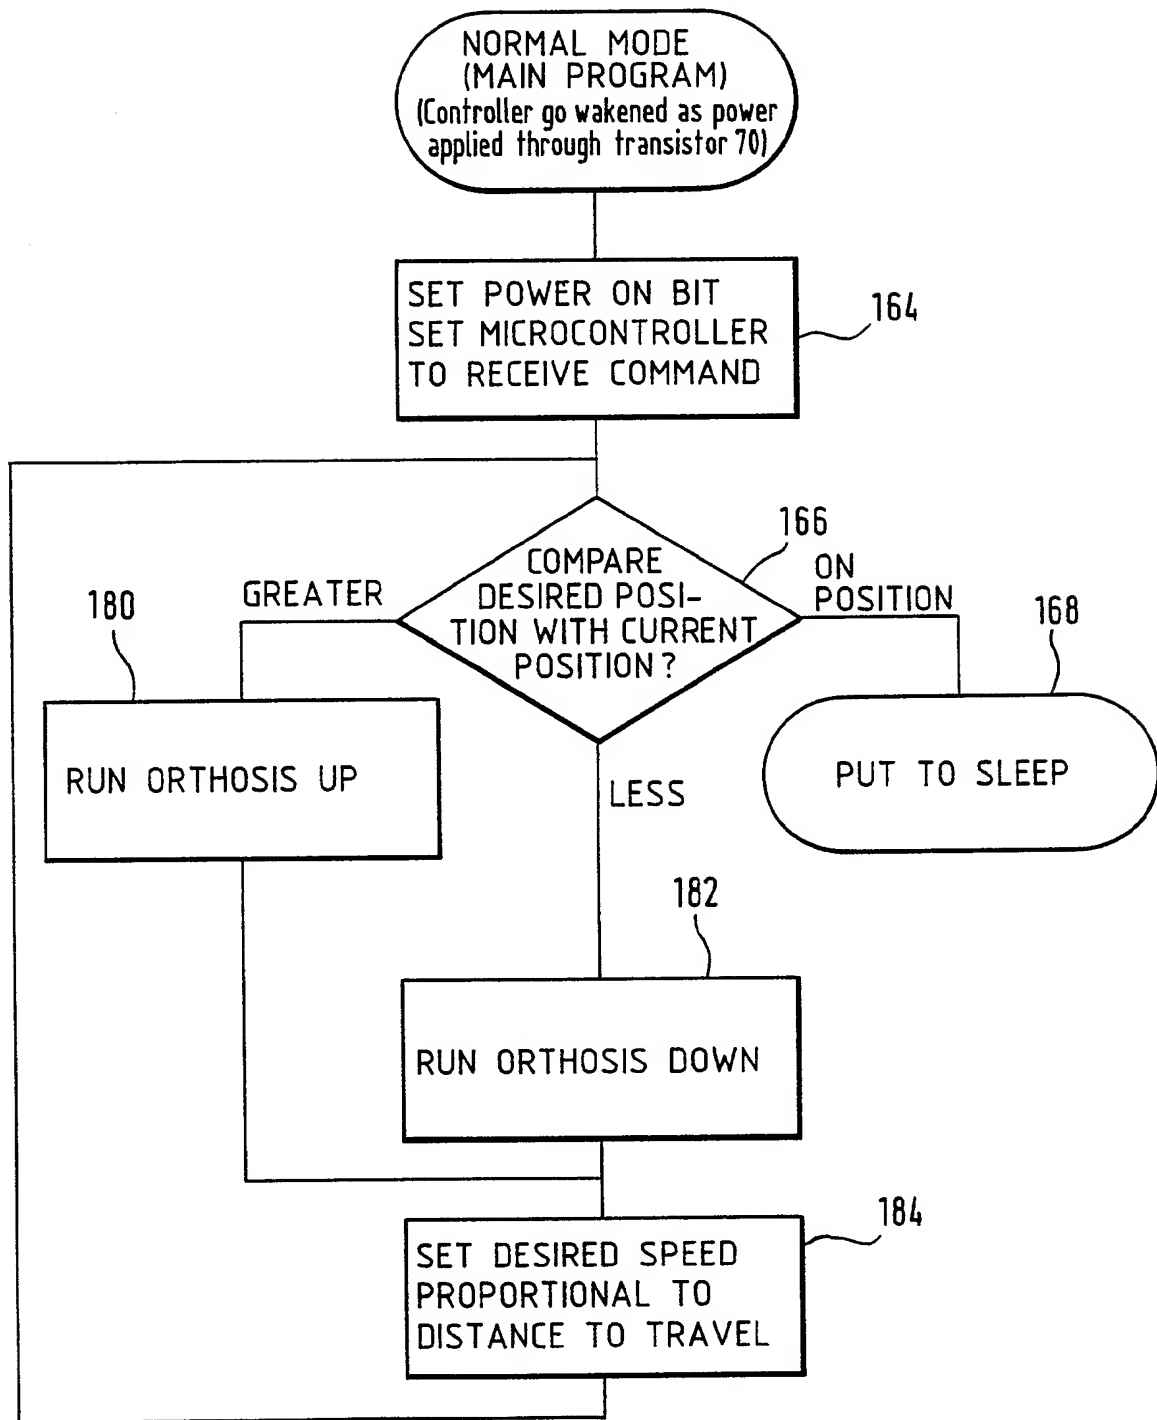 NORMAL MODE
(MAIN PROGRAM)
(Controller go wakened as power
applied through transistor 70)
SET POWER ON BIT
SET MICROCONTROLLER
TO RECEIVE COMMAND
164
166
COMPARE
DESIRED POSI-
TION WITH CURRENT
POSITION?
GREATER
ON
POSITION
180
168
RUN ORTHOSIS UP
LESS
PUT TO SLEEP
182
RUN ORTHOSIS DOWN
184
SET DESIRED SPEED
PROPORTIONAL TO
DISTANCE TO TRAVEL